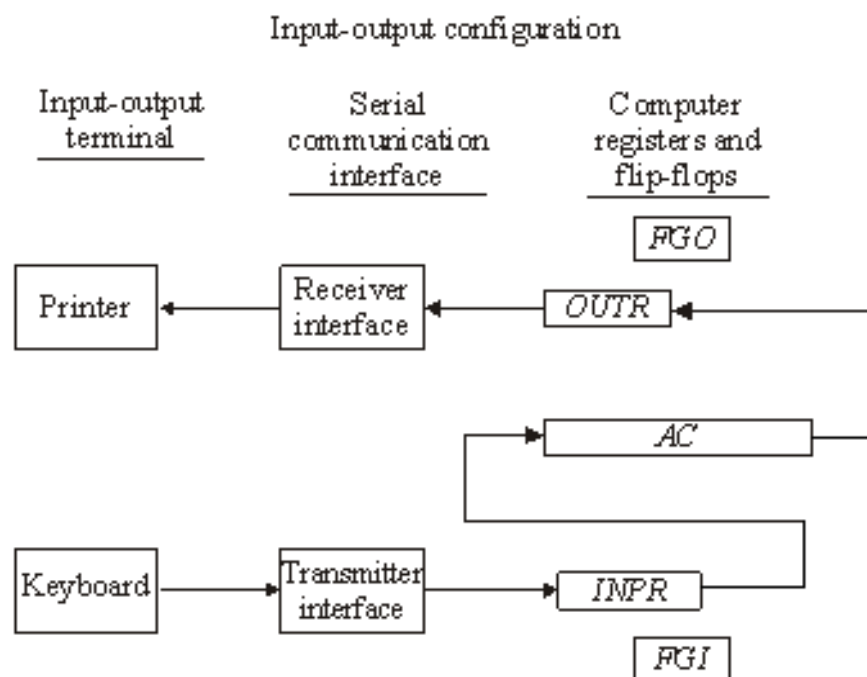 Input-output configuration
Input-output
terminal
Serial
communication
interface
Computer
registers and
flip-flops
FGO
Printer
Receiver
interface
OUTR
AC
Keyboard
Transmitter
interface
INPR
FGI